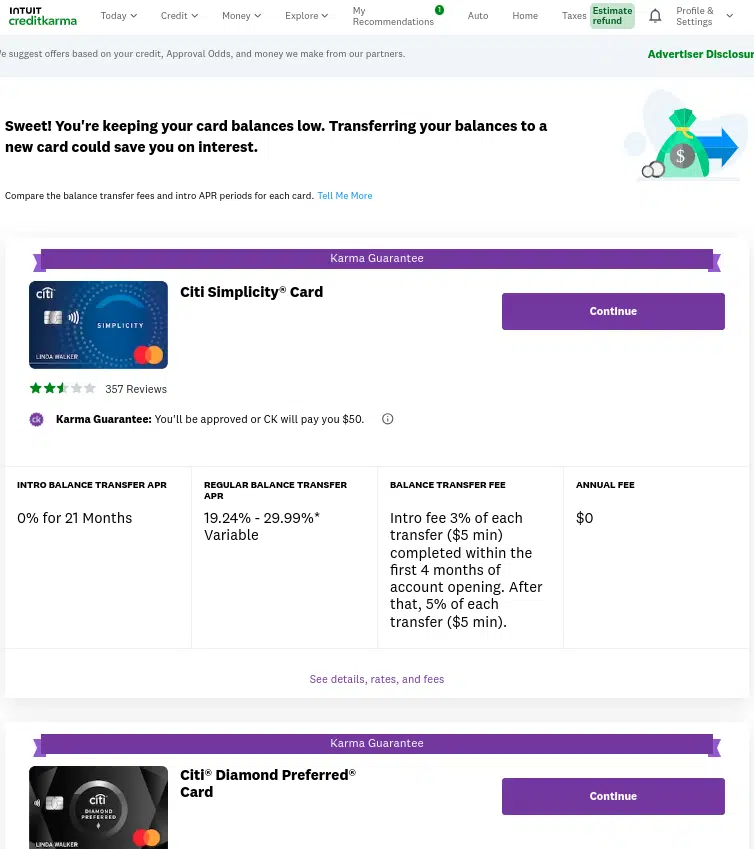 INTUIT
creditkarma
Today
Credit
Money
Explore
My
Recommendations
1
Auto
Home
Taxes
Estimate
refund
Profile &
Settings
e suggest offers based on your credit, Approval Odds, and money we make from our partners.
Advertiser Disclosur
Sweet! You're keeping your card balances low. Transferring your balances to a
new card could save you on interest.
$
Compare the balance transfer fees and intro APR periods for each card. Tell Me More
Karma Guarantee
citi
SIMPLICITY
LINDA WALKER
Citi Simplicity® Card
Continue
357 Reviews
ck
Karma Guarantee: You'll be approved or CK will pay you $50.
INTRO BALANCE TRANSFER APR
0% for 21 Months
REGULAR BALANCE TRANSFER
APR
19.24% - 29.99%*
Variable
BALANCE TRANSFER FEE
Intro fee 3% of each
transfer ($5 min)
completed within the
first 4 months of
account opening. After
that, 5% of each
transfer ($5 min).
ANNUAL FEE
$0
See details, rates, and fees
Karma Guarantee
citi
DIAMOND
PREFERRED
LINDA WALKER
Citi® Diamond Preferred®
Card
Continue